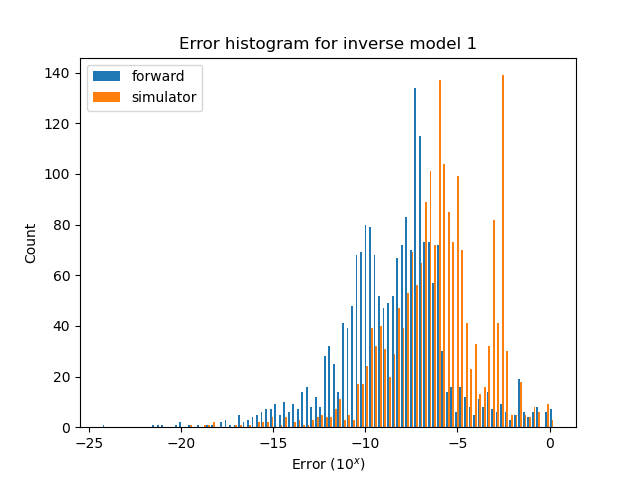 Error histogram for inverse model 1
forward
simulator
140
120
100
80
60
40
20
0
Count
−25 −20 −15 −10 −5 0
Error (10^x)